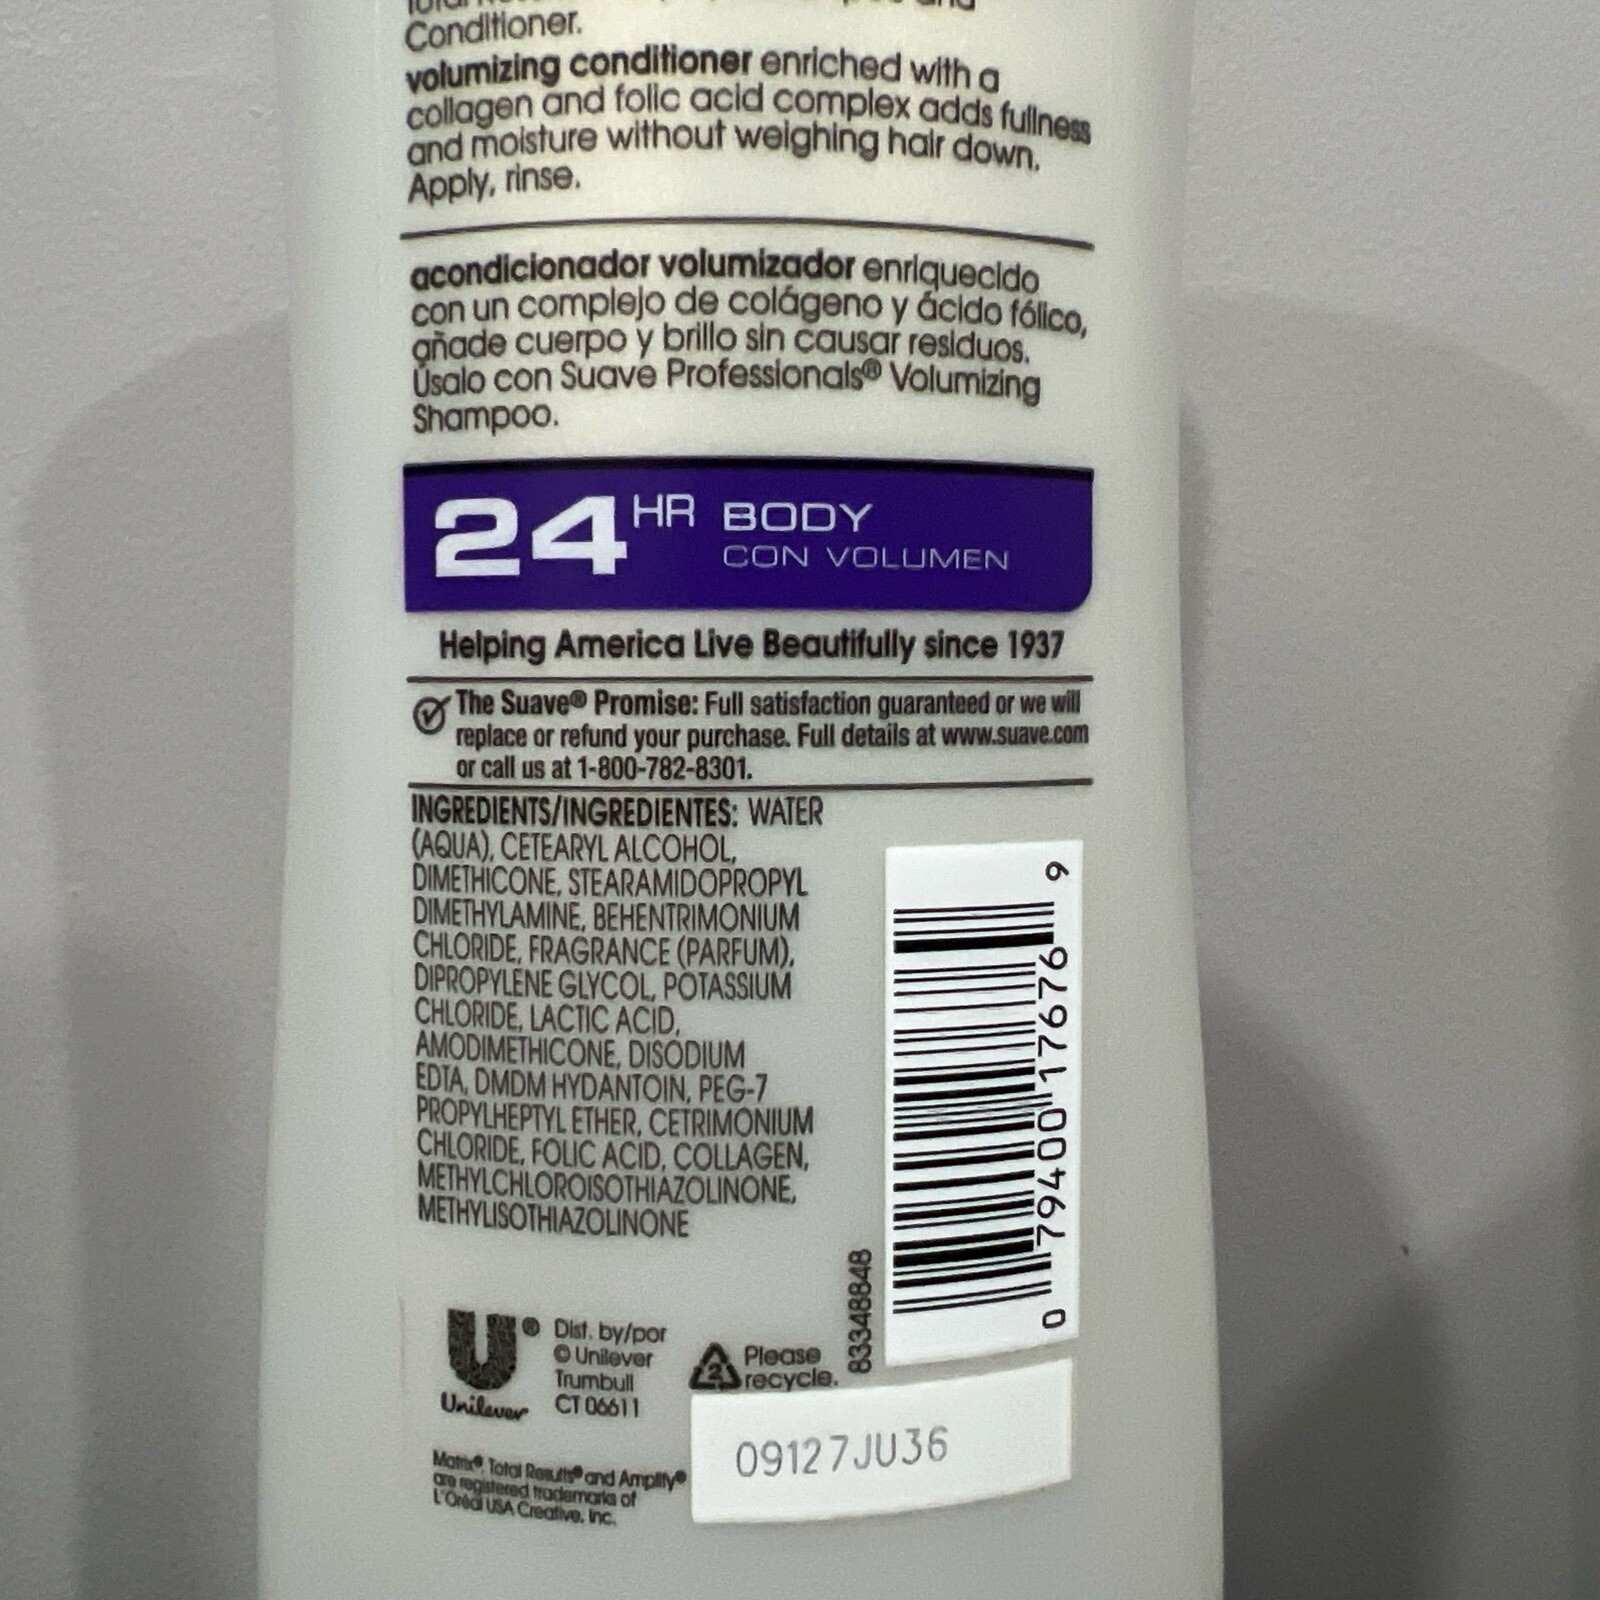 Conditioner.
volumizing conditioner enriched with a
collagen and folic acid complex adds fullness
and moisture without weighing hair down.
Apply, rinse.
acondicionador volumizador enriquecido
con un complejo de colágeno y ácido fólico,
añade cuerpo y brillo sin causar residuos.
Úsalo con Suave Professionals® Volumizing
Shampoo.
24 HR BODY
CON VOLUMEN
Helping America Live Beautifully since 1937
The Suave® Promise: Full satisfaction guaranteed or we will
replace or refund your purchase. Full details at www.suave.com
or call us at 1-800-782-8301.
INGREDIENTS/INGREDIENTES: WATER
(AQUA), CETEARYL ALCOHOL,
DIMETHICONE, STEARAMIDOPROPYL
DIMETHYLAMINE, BEHENTRIMONIUM
CHLORIDE, FRAGRANCE (PARFUM),
DIPROPYLENE GLYCOL, POTASSIUM
CHLORIDE, LACTIC ACID,
AMODIMETHICONE, DISODIUM
EDTA, DMDM HYDANTOIN, PEG-7
PROPYLHEPTYL ETHER, CETRIMONIUM
CHLORIDE, FOLIC ACID, COLLAGEN,
METHYLCHLOROISOTHIAZOLINONE,
METHYLISOTHIAZOLINONE
0 79400 17976 9
83348848
U®
Unilever
Dist. by/por
© Unilever
Trumbull
CT 06611
2
Please
recycle.
09127JU36
Matrix®, Total Results® and Amplify®
are registered trademarks of
L'Oréal USA Creative, Inc.